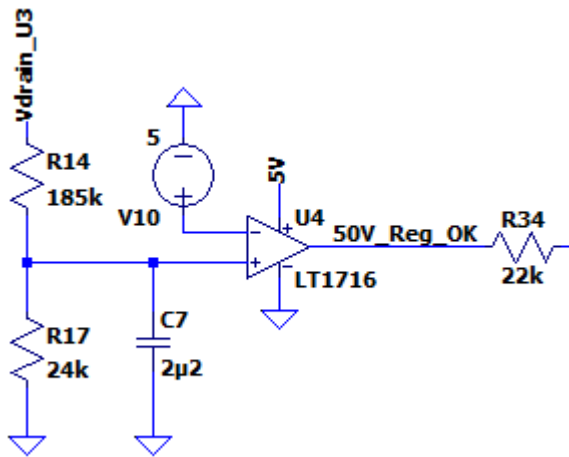 Vdrain_U3
R14
185k
5
V10
5V
U4
LT1716
50V_Reg_OK
R34
22k
R17
24k
C7
2µ2